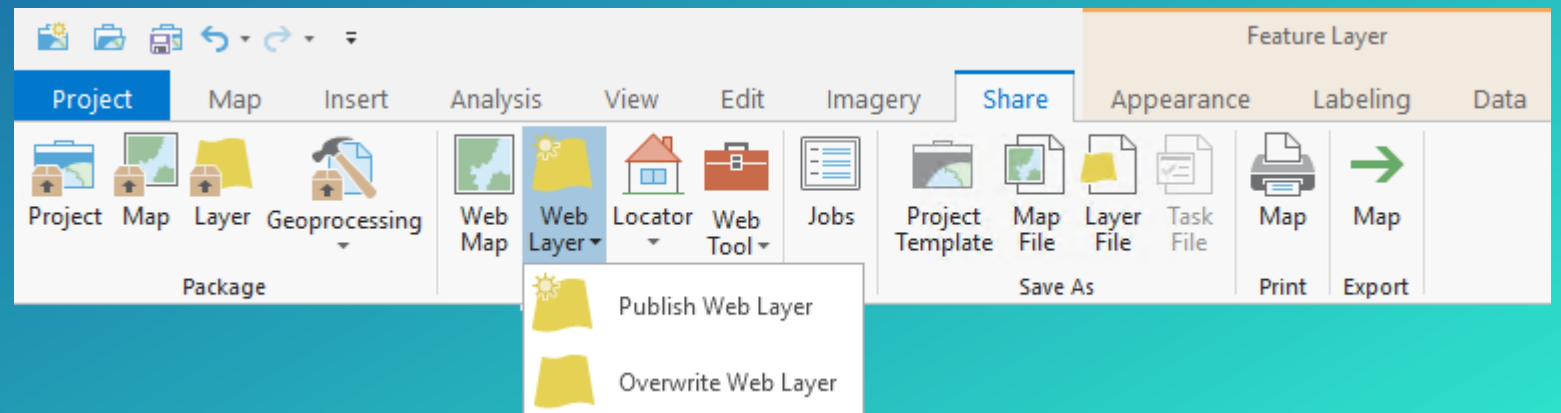 Feature Layer
Project Map Insert Analysis View Edit Imagery Share Appearance Labeling Data
Project Map Layer Geoprocessing Web Map Web Layer Locator Web Tool Jobs Project Template Map File Layer File Task File Map Map
Package Save As Print Export
Publish Web Layer
Overwrite Web Layer